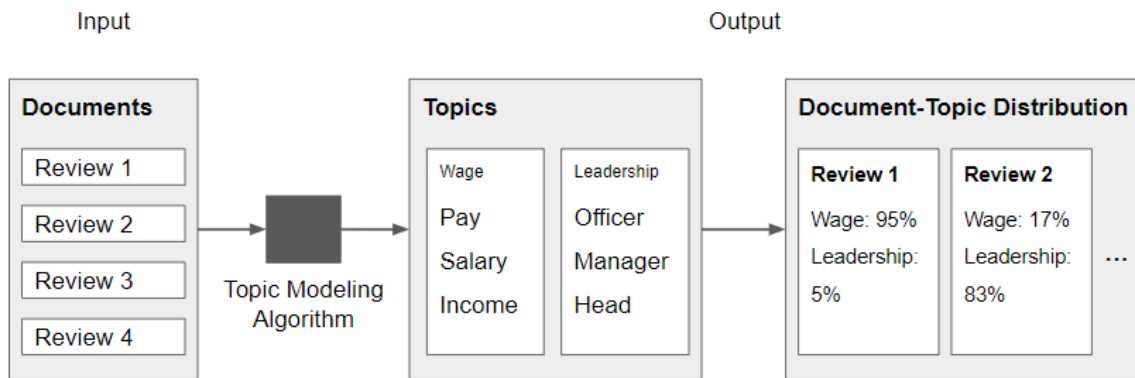 Input
Output
Documents
Review 1
Review 2
Review 3
Review 4
Topic Modeling
Algorithm
Topics
Wage
Pay
Salary
Income
Leadership
Officer
Manager
Head
Document-Topic Distribution
Review 1
Wage: 95%
Leadership:
5%
Review 2
Wage: 17%
Leadership:
83%
...